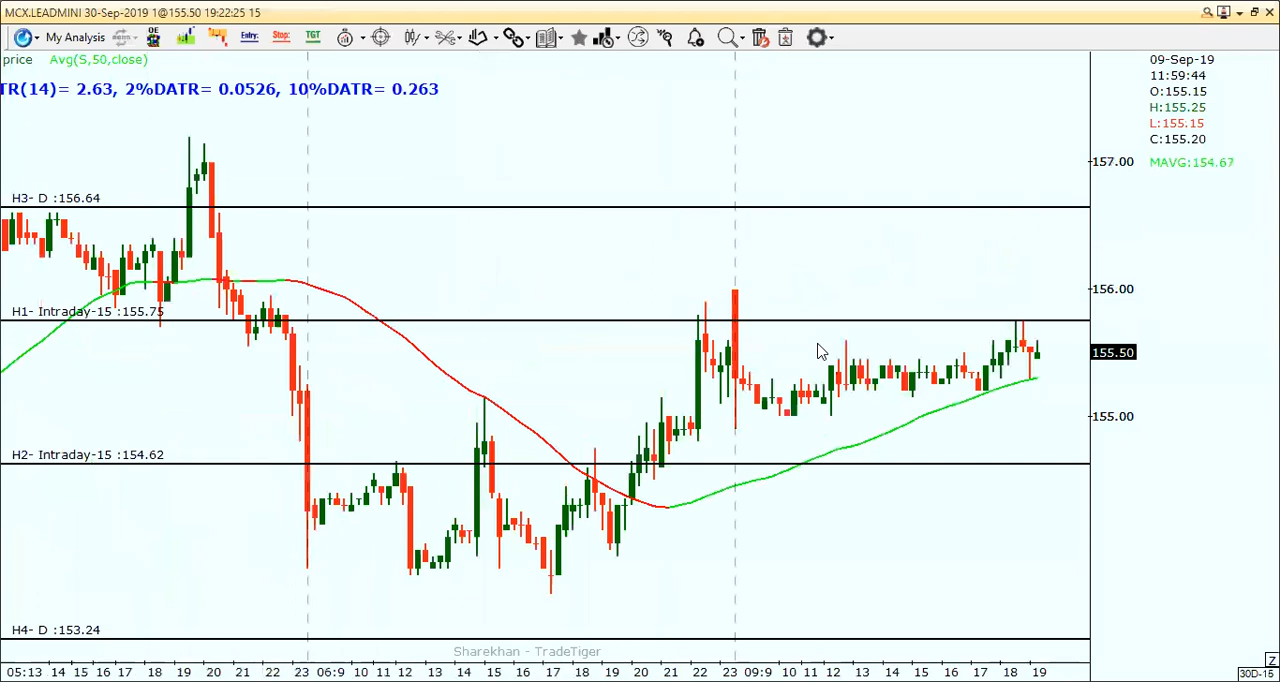 MCX.LEADMINI 30-Sep-2019 1@155.50 19:22:25 15
My Analysis
OE
Entry:
Stop:
TGT
price Avg(S,50,close)
TR(14)= 2.63, 2%DATR= 0.0526, 10%DATR= 0.263
09-Sep-19
11:59:44
O:155.15
H:155.25
L:155.15
C:155.20
MAVG:154.67
157.00
H3- D :156.64
156.00
H1- Intraday-15 :155.75
155.50
155.00
H2- Intraday-15 :154.62
H4- D :153.24
Sharekhan - TradeTiger
Z
05:13 14 15 16 17 18 19 20 21 22 23 06:9 10 11 12 13 14 15 16 17 18 19 20 21 22 23 09:9 10 11 12 13 14 15 16 17 18 19
30D-15